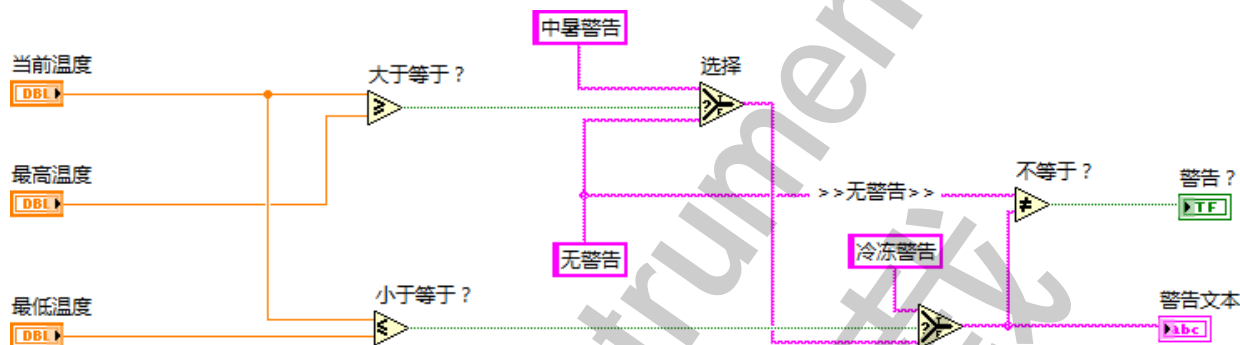 中暑警告
当前温度
大于等于？
选择
DBL
≥
?
F
最高温度
DBL
>>无警告>>
不等于？
≠
警告？
TF
无警告
冷冻警告
最低温度
DBL
小于等于？
≤
?
F
警告文本
abc
strumen
载